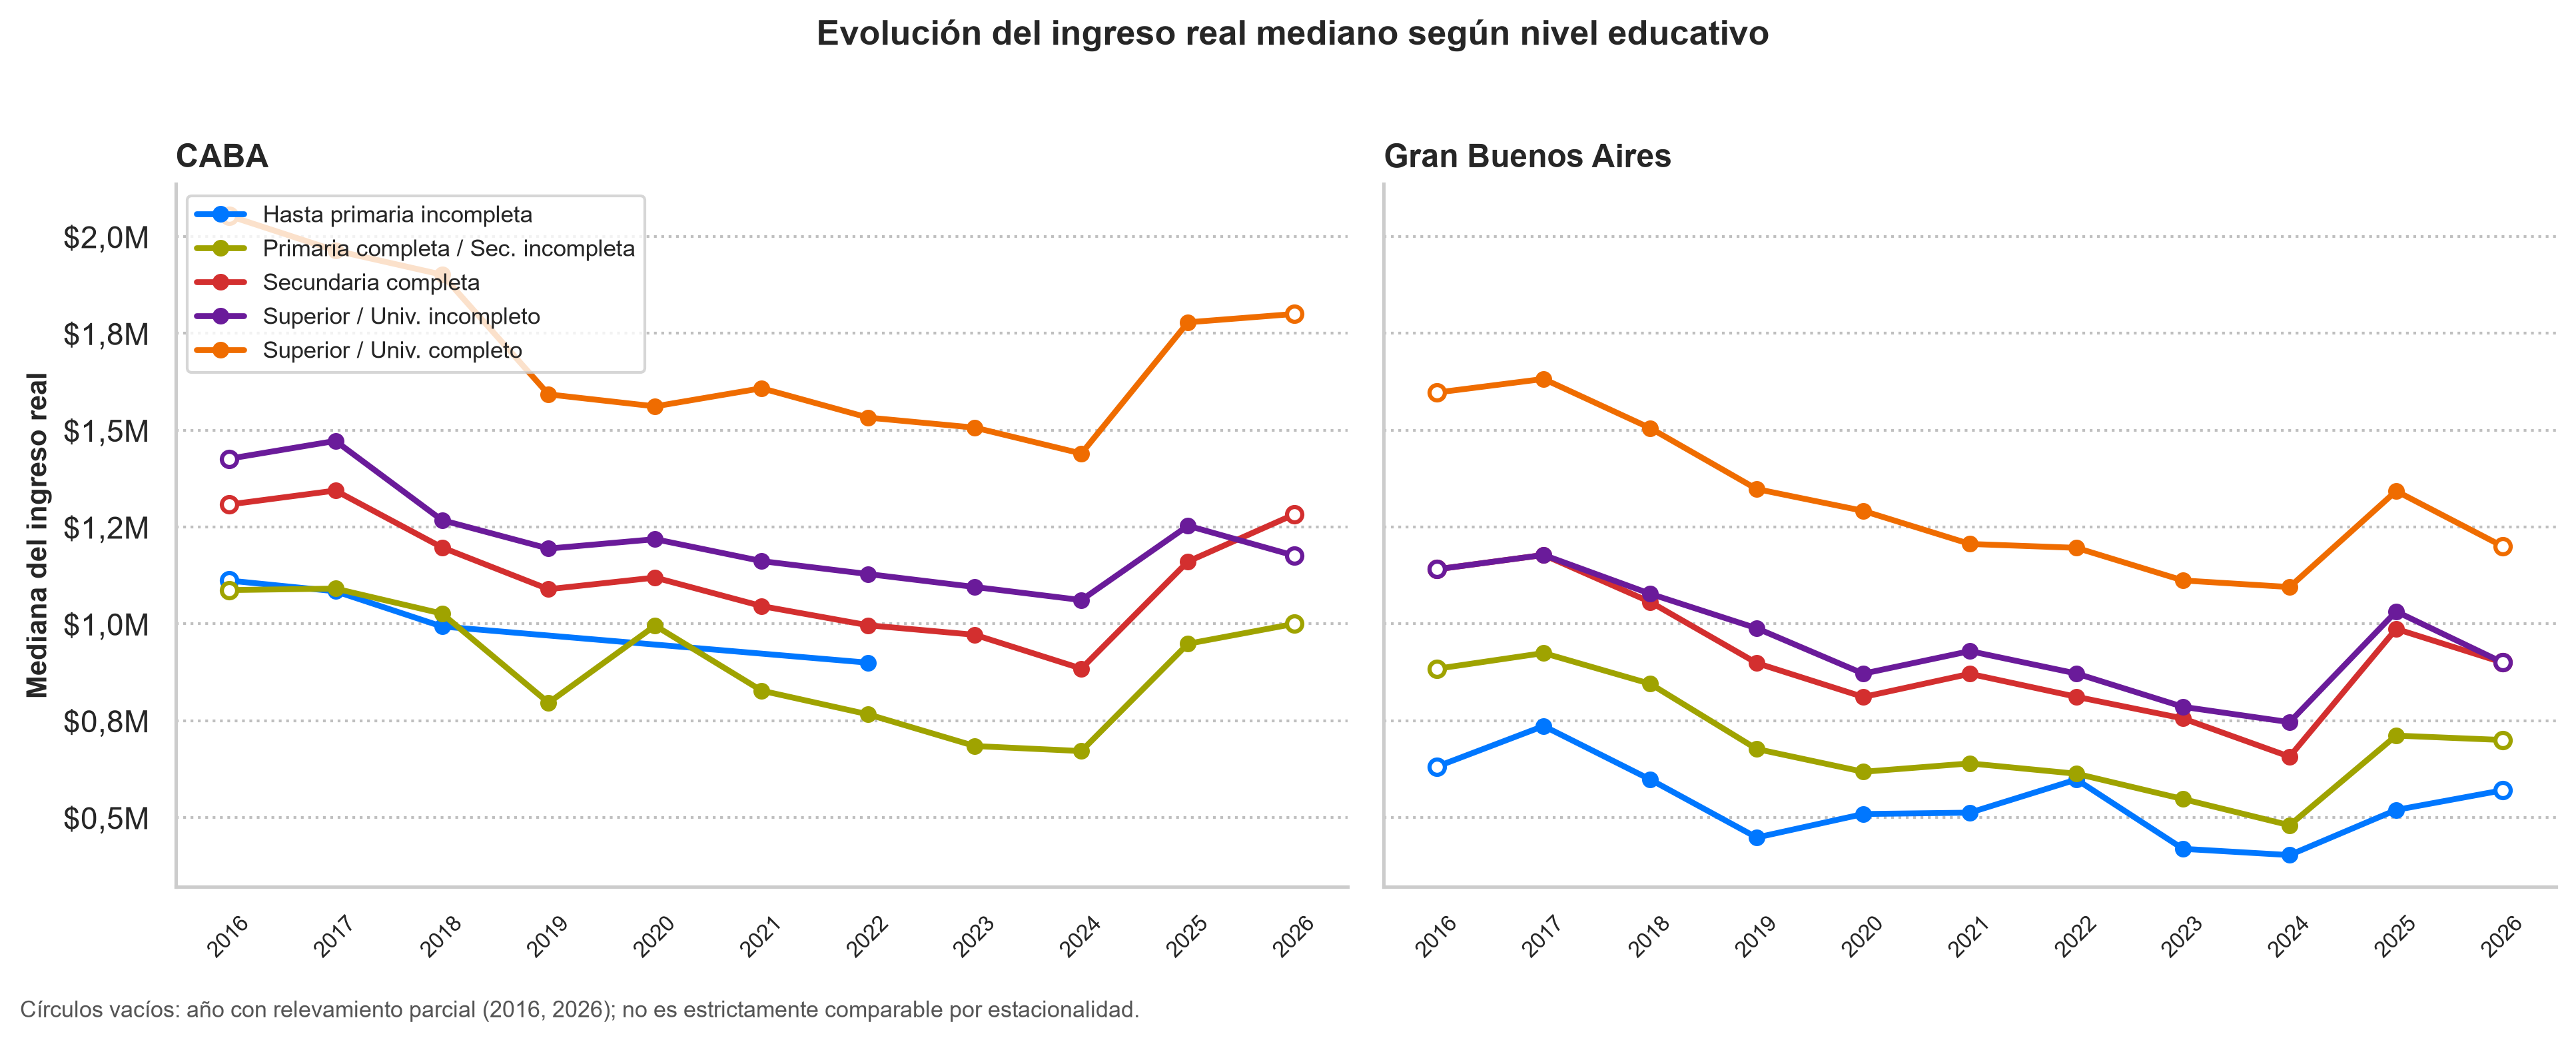 Evolución del ingreso real mediano según nivel educativo
CABA
Gran Buenos Aires
Hasta primaria incompleta
Primaria completa / Sec. incompleta
Secundaria completa
Superior / Univ. incompleto
Superior / Univ. completo
Mediana del ingreso real
$2,0M
$1,8M
$1,5M
$1,2M
$1,0M
$0,8M
$0,5M
2016 2017 2018 2019 2020 2021 2022 2023 2024 2025 2026
2016 2017 2018 2019 2020 2021 2022 2023 2024 2025 2026
Círculos vacíos: año con relevamiento parcial (2016, 2026); no es estrictamente comparable por estacionalidad.